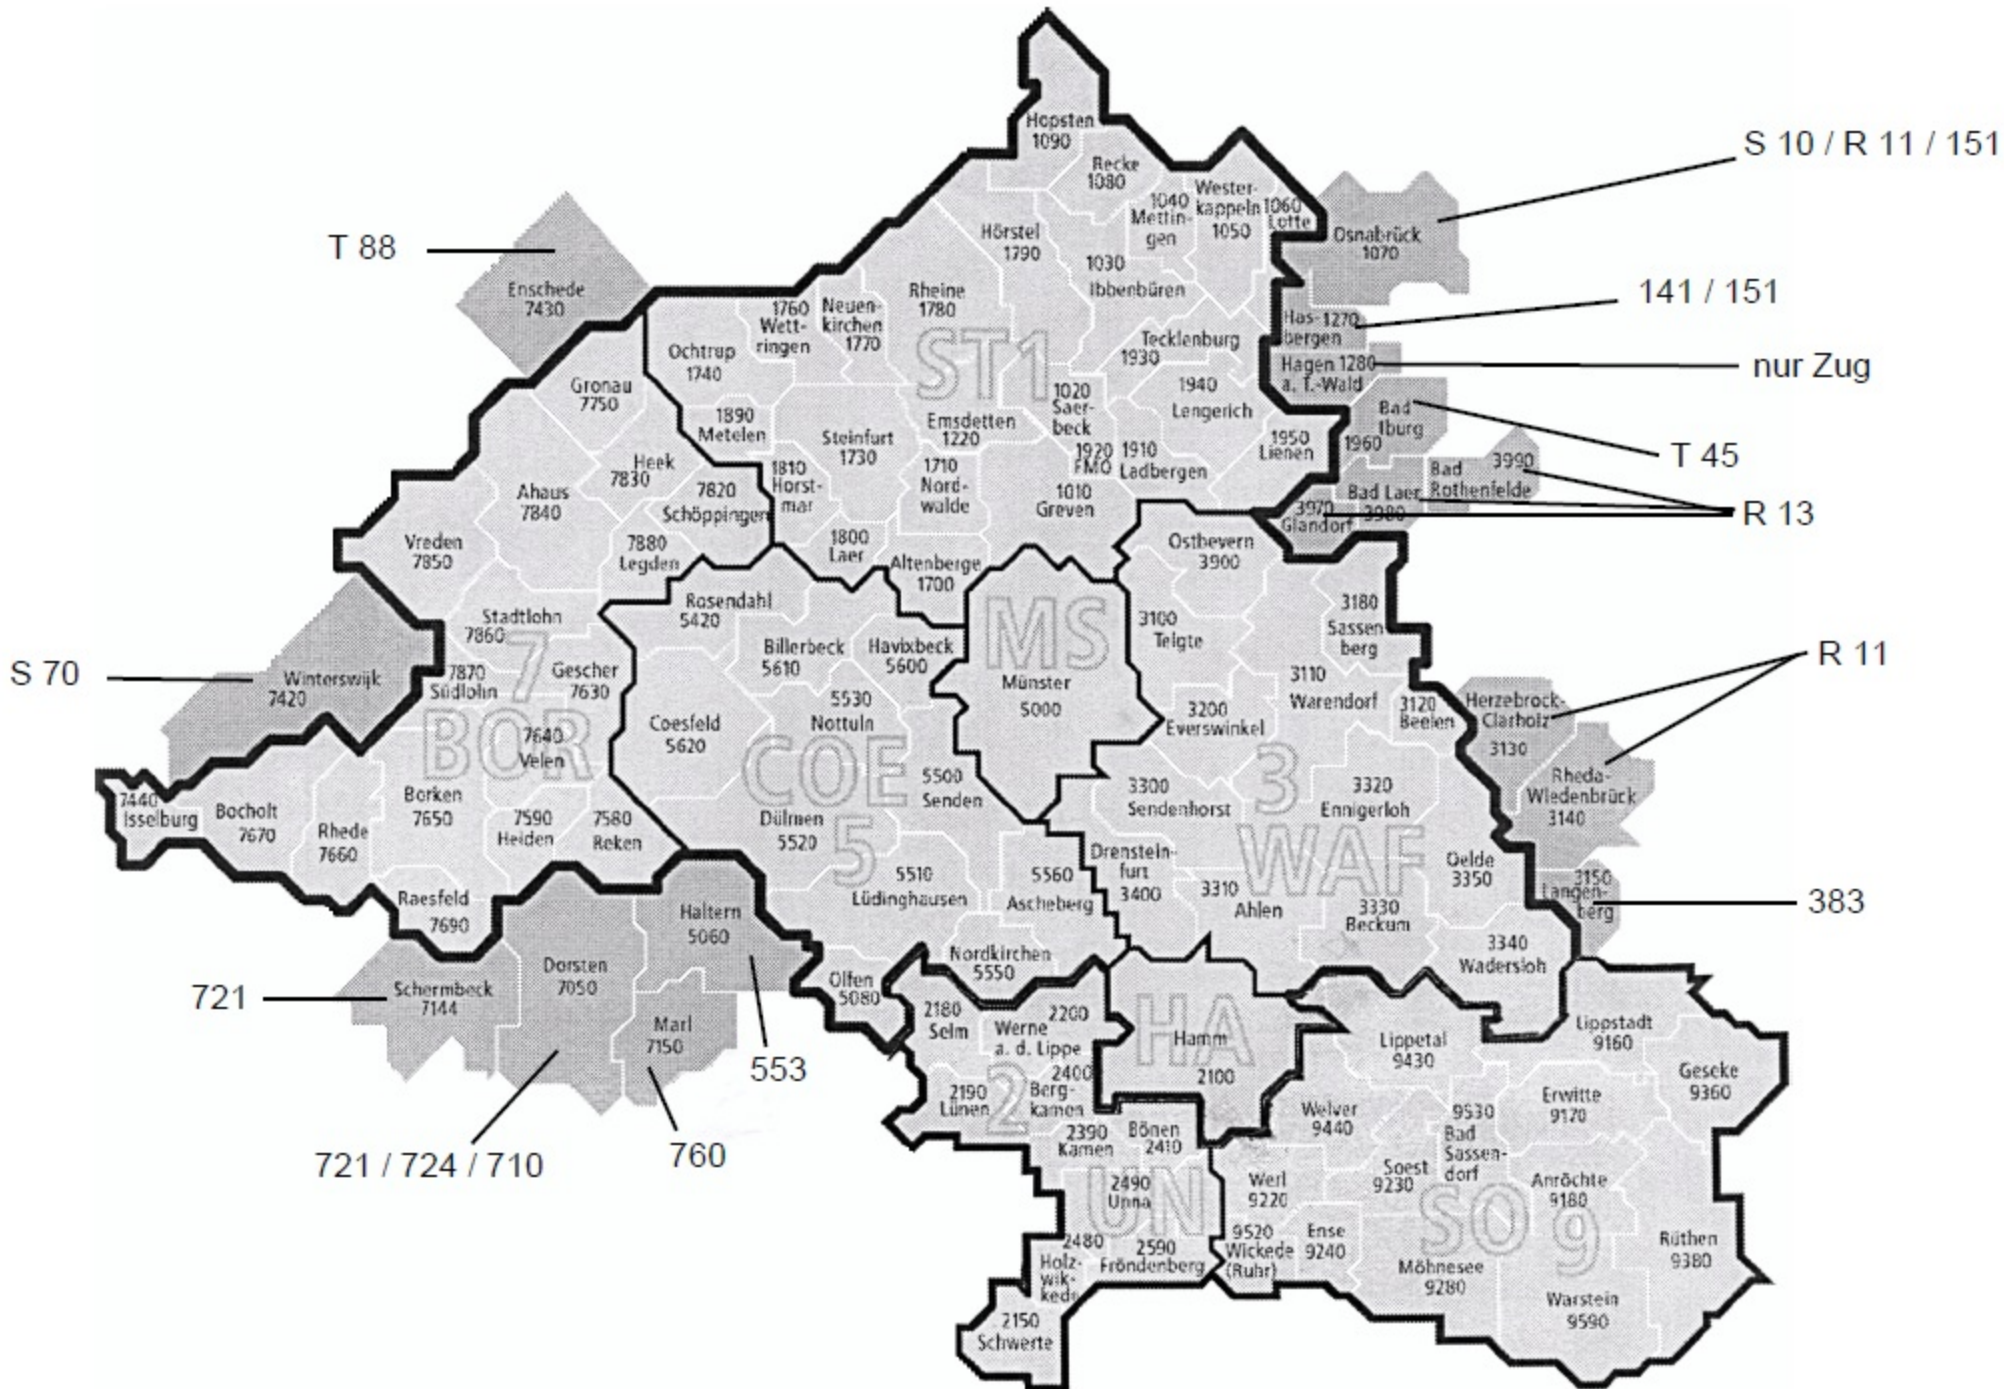 Hopsten
1090
Recke
1080
S 10 / R 11 / 151
Wester-
kappeln
1050
1040
Mettin-
gen
1060
Lotte
Osnabrück
1070
T 88
Enschede
7430
Hörstel
1790
1030
Ibbenbüren
141 / 151
Has-
1270
bergen
Rheine
1780
Neuen-
kirchen
1770
1760
Wett-
ringen
Ochtrup
1740
ST1
Tecklenburg
1930
Hagen 1280
a. T.-Wald
nur Zug
Gronau
7750
1890
Metelen
Steinfurt
1730
Emsdetten
1220
1020
Saer-
beck
1940
Lengerich
1950
Lienen
Bad
Iburg
1960
T 45
Heek
7830
Ahaus
7840
7820
Schöppingen
1810
Horst-
mar
1710
Nord-
walde
1920
FMO
1910
Ladbergen
1010
Greven
Bad
Rothenfelde
3990
Bad Laer
3980
3970
Glandorf
R 13
Vreden
7850
7880
Legden
1800
Laer
Altenberge
1700
Ostbevern
3900
Stadtlohn
7860
Rosendahl
5420
Billerbeck
5610
Havixbeck
5600
MS
Münster
5000
3100
Telgte
3180
Sassen
berg
S 70
Winterswijk
7420
7870
Südlohn
7
BOR
Gescher
7630
Coesfeld
5620
5530
Nottuln
3110
Warendorf
3120
Beelen
3200
Everswinkel
Herzebrock-
Clarholz
3130
R 11
Rheda-
Wiedenbrück
3140
7440
Isselburg
Bocholt
7670
Rhede
7660
Borken
7650
7640
Velen
7590
Heiden
7580
Reken
COE
5
Dülmen
5520
5500
Senden
3300
Sendenhorst
3
WAF
3320
Ennigerloh
Raesfeld
7690
5510
Lüdinghausen
5560
Ascheberg
Drenstein-
furt
3400
3310
Ahlen
3330
Beckum
Oelde
3350
3150
Langen-
berg
383
Haltern
5060
Dorsten
7050
Schermbeck
7144
721
Marl
7150
553
760
721 / 724 / 710
Olfen
5080
Nordkirchen
5550
3340
Wadersloh
2180
Selm
2200
Werne
a. d. Lippe
HA
Hamm
2100
Lippetal
9430
Lippstadt
9160
Geseke
9360
2190
Lünen
2
2400
Berg-
kamen
2390
Kamen
Bönen
2410
Welver
9440
9530
Bad
Sassen-
dorf
Erwitte
9170
UN
2490
Unna
Werl
9220
Soest
9230
Anröchte
9180
SO
9
2480
Holz-
wik-
kede
2590
Fröndenberg
9520
Wickede
(Ruhr)
Ense
9240
Möhnesee
9280
Rüthen
9380
Warstein
9590
2150
Schwerte